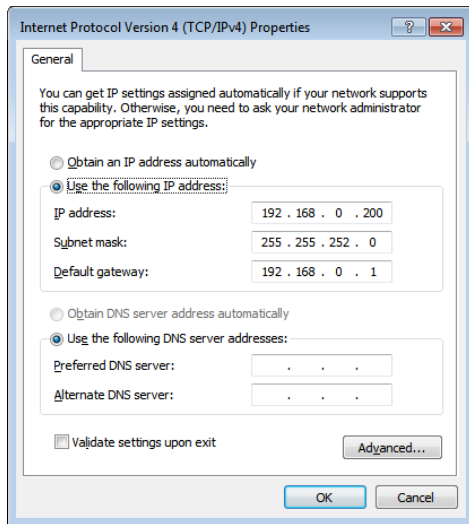 Internet Protocol Version 4 (TCP/IPv4) Properties
General
You can get IP settings assigned automatically if your network supports
this capability. Otherwise, you need to ask your network administrator
for the appropriate IP settings.
Obtain an IP address automatically
Use the following IP address:
IP address: 192 . 168 . 0 . 200
Subnet mask: 255 . 255 . 252 . 0
Default gateway: 192 . 168 . 0 . 1
Obtain DNS server address automatically
Use the following DNS server addresses:
Preferred DNS server: . . .
Alternate DNS server: . . .
Validate settings upon exit
Advanced...
OK Cancel